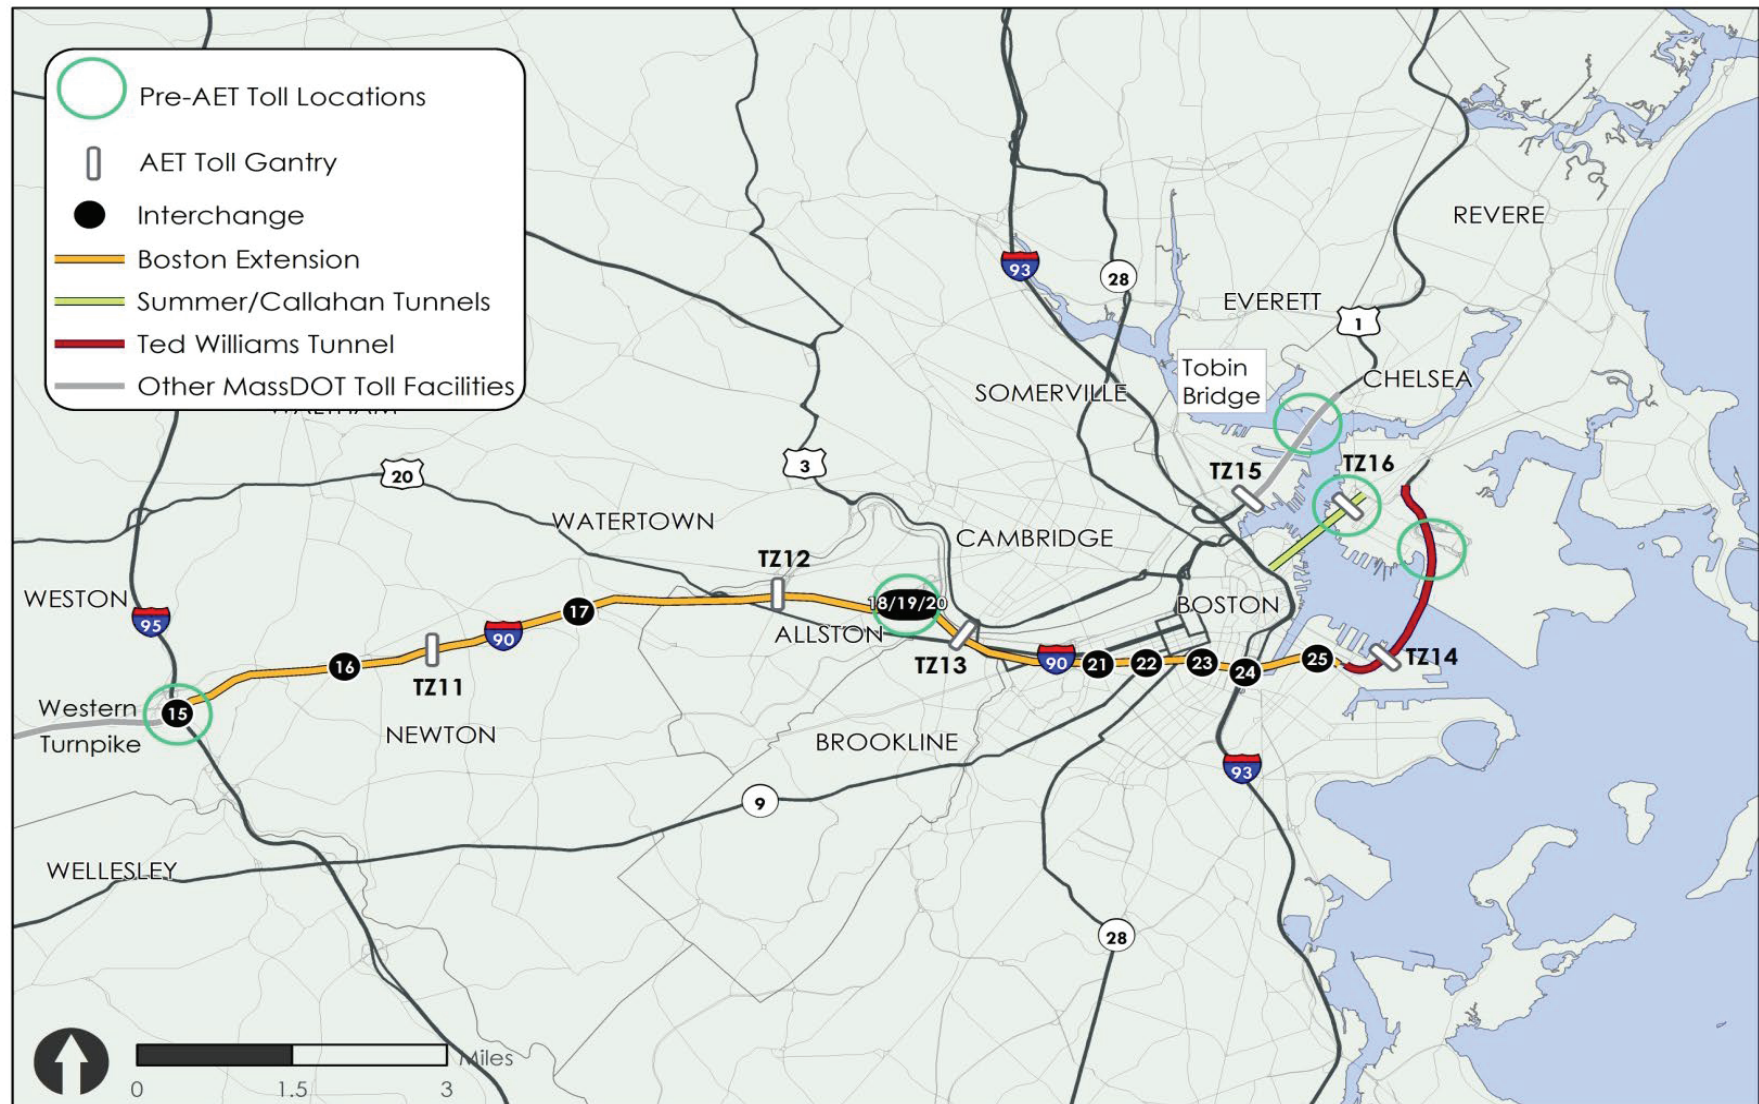 Pre-AET Toll Locations
AET Toll Gantry
Interchange
Boston Extension
Summer/Callahan Tunnels
Ted Williams Tunnel
Other MassDOT Toll Facilities
REVERE
93
28
EVERETT
1
Tobin
Bridge
CHELSEA
SOMERVILLE
3
20
TZ15
TZ16
WATERTOWN
CAMBRIDGE
TZ12
WESTON
95
17
18/19/20
BOSTON
90
ALLSTON
TZ13
16
TZ11
90
21
22
23
24
25
TZ14
Western
Turnpike
15
NEWTON
BROOKLINE
93
9
WELLESLEY
28
Miles
0
1.5
3